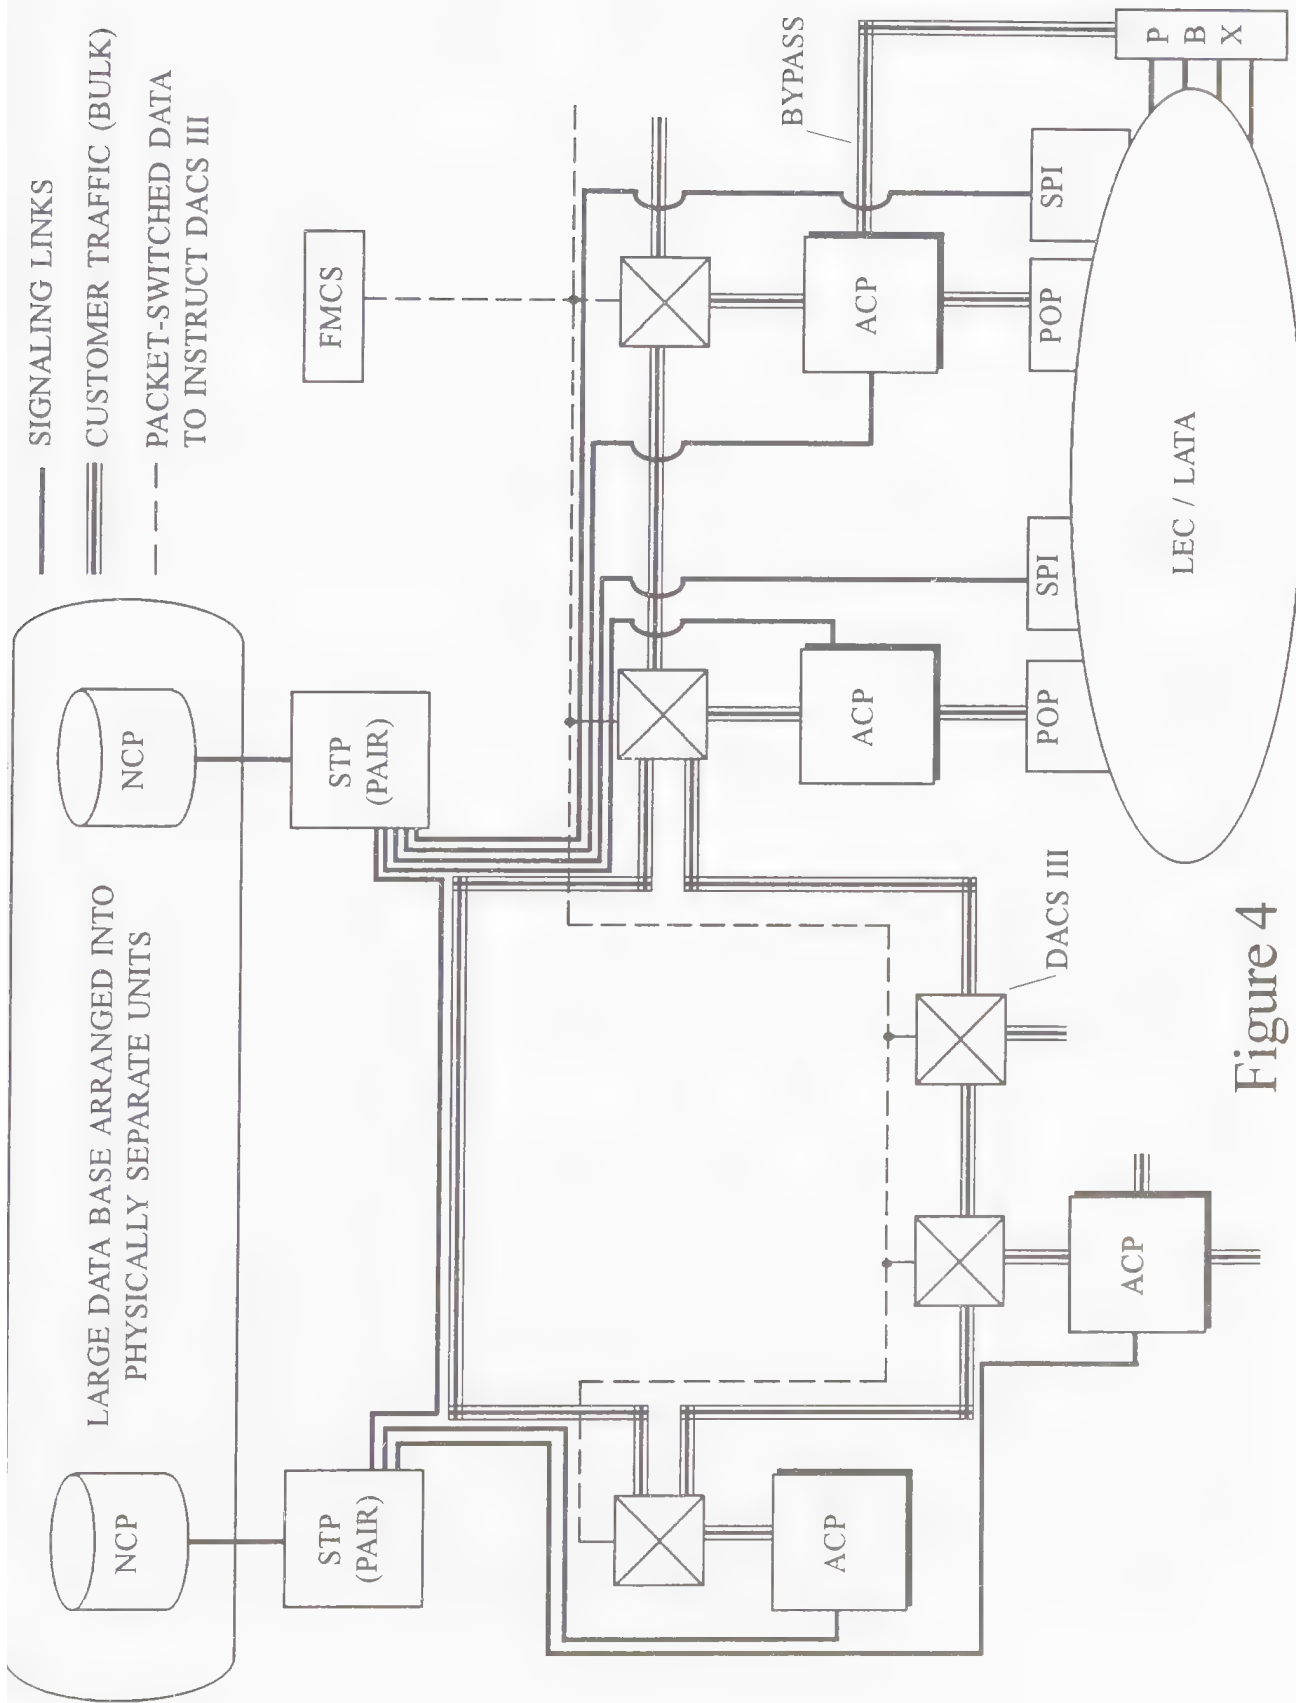 SIGNALING LINKS
CUSTOMER TRAFFIC (BULK)
PACKET-SWITCHED DATA
TO INSTRUCT DACS III
LARGE DATA BASE ARRANGED INTO
PHYSICALLY SEPARATE UNITS
NCP
NCP
STP
(PAIR)
STP
(PAIR)
FMCS
ACP
ACP
ACP
ACP
BYPASS
DACS III
POP
SPI
POP
SPI
P
B
X
LEC / LATA
Figure 4